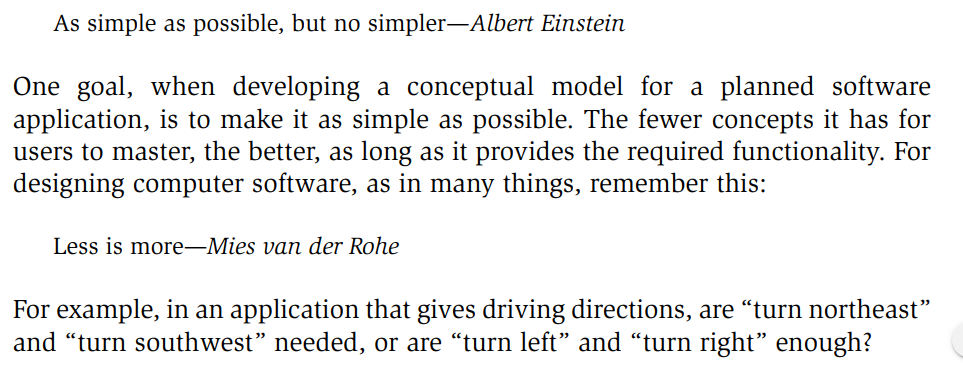 As simple as possible, but no simpler—Albert Einstein
One goal, when developing a conceptual model for a planned software
application, is to make it as simple as possible. The fewer concepts it has for
users to master, the better, as long as it provides the required functionality. For
designing computer software, as in many things, remember this:
Less is more—Mies van der Rohe
For example, in an application that gives driving directions, are “turn northeast”
and “turn southwest” needed, or are “turn left” and “turn right” enough?